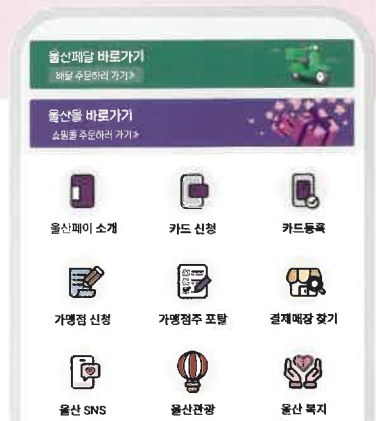 울산페달 바로가기
배달 주문하러 가기 >
울산몰 바로가기
쇼핑몰 주문하러 가기 >
울산페이 소개
카드 신청
카드등록
가맹점 신청
가맹점주 포탈
결제매장 찾기
울산 SNS
울산관광
울산 복지